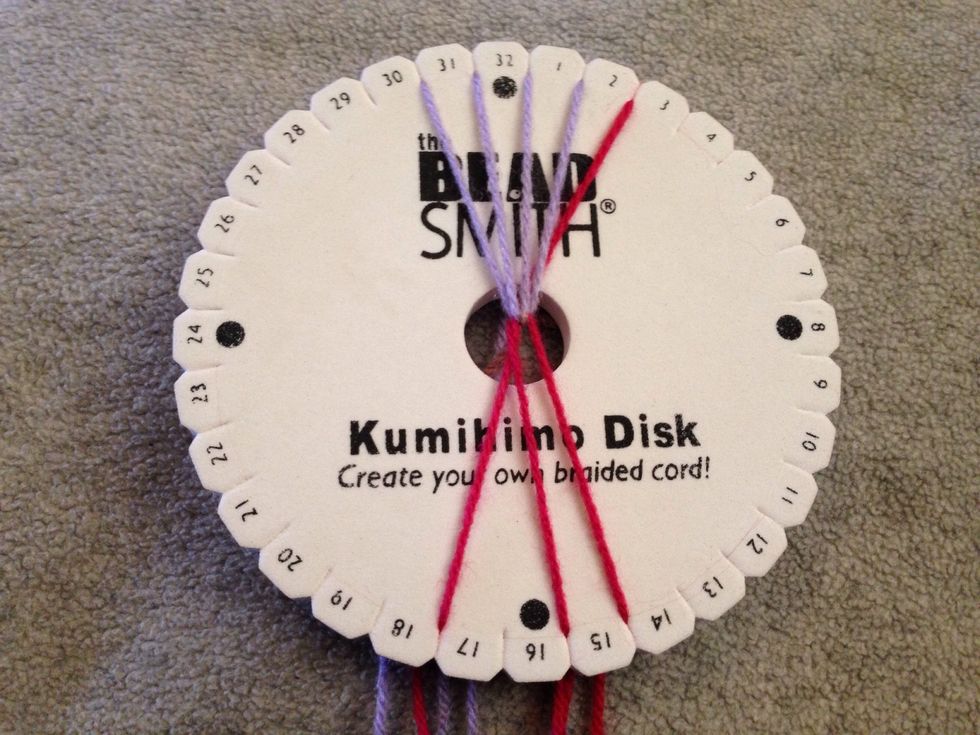 30 31 32 1 2 3
29 4
28 5
27 6
26 7
25 8
24 9
23 10
22 11
21 12
20 13
19 18 17 16 15 14
the
BEAD
SMITH®
Kumihimo Disk
Create your own braided cord!